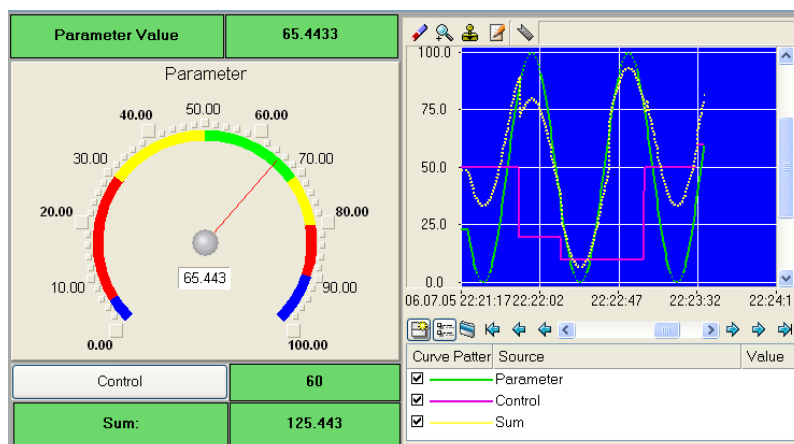 Parameter Value
65.4433
Parameter
50.00
40.00
60.00
30.00
70.00
20.00
80.00
65.443
10.00
90.00
0.00
100.00
Control
60
Sum:
125.443
100.0
75.0
50.0
25.0
0.0
06.07.05 22:21:17 22:22:02 22:22:47 22:23:32 22:24:1
Curve Patter Source Value
Parameter
Control
Sum